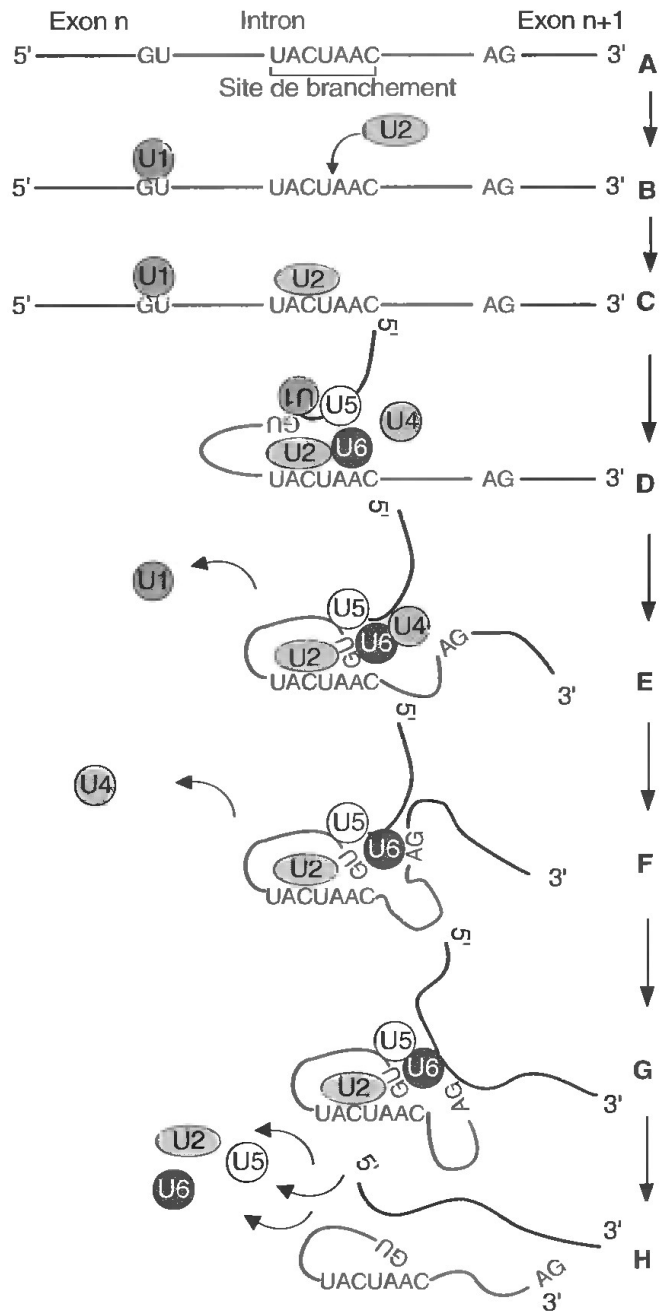 Exon n Intron Exon n+1
5' GU UACUAAC AG 3' A
Site de branchement
U2
U1
5' GU UACUAAC AG 3' B
U1 U2
5' GU UACUAAC AG 3' C
5'
U1 U5 U4
GU
U2 U6
UACUAAC AG 3' D
5'
U1
U5 U4
U6 AG
U2 GU
UACUAAC 3' E
5'
U4
U5
U6 AG
U2 GU
UACUAAC 3' F
5'
U5
U6 G
U2 GU AG
UACUAAC 3'
U2
U5 5'
U6
3'
GU H
UACUAAC AG
3'